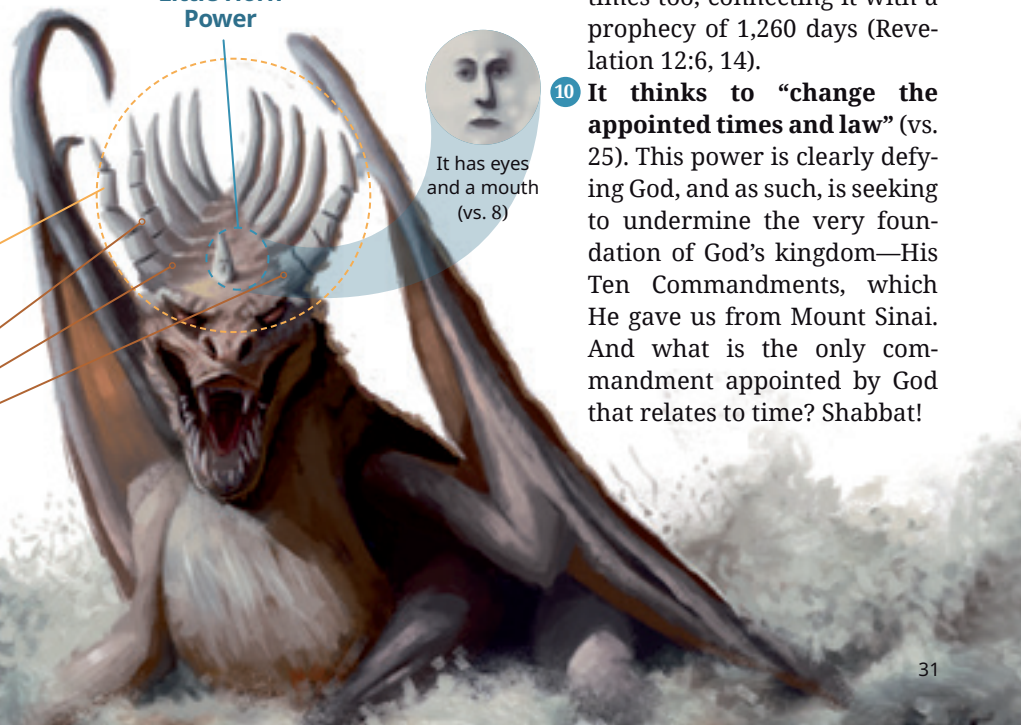 Little Horn
Power
It has eyes
and a mouth
(vs. 8)
times too, connecting it with a
prophecy of 1,260 days (Reve-
lation 12:6, 14).
10 It thinks to “change the
appointed times and law” (vs.
25). This power is clearly defy-
ing God, and as such, is seeking
to undermine the very foun-
dation of God’s kingdom—His
Ten Commandments, which
He gave us from Mount Sinai.
And what is the only com-
mandment appointed by God
that relates to time? Shabbat!
31